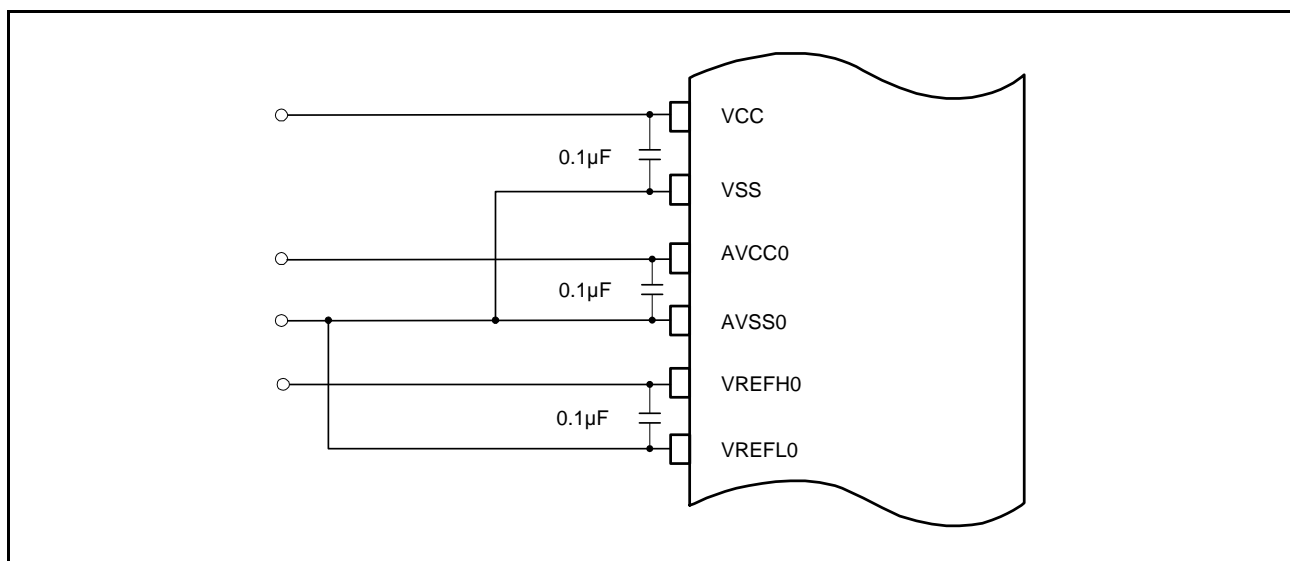 VCC
0.1µF
VSS
AVCC0
0.1µF
AVSS0
VREFH0
0.1µF
VREFL0